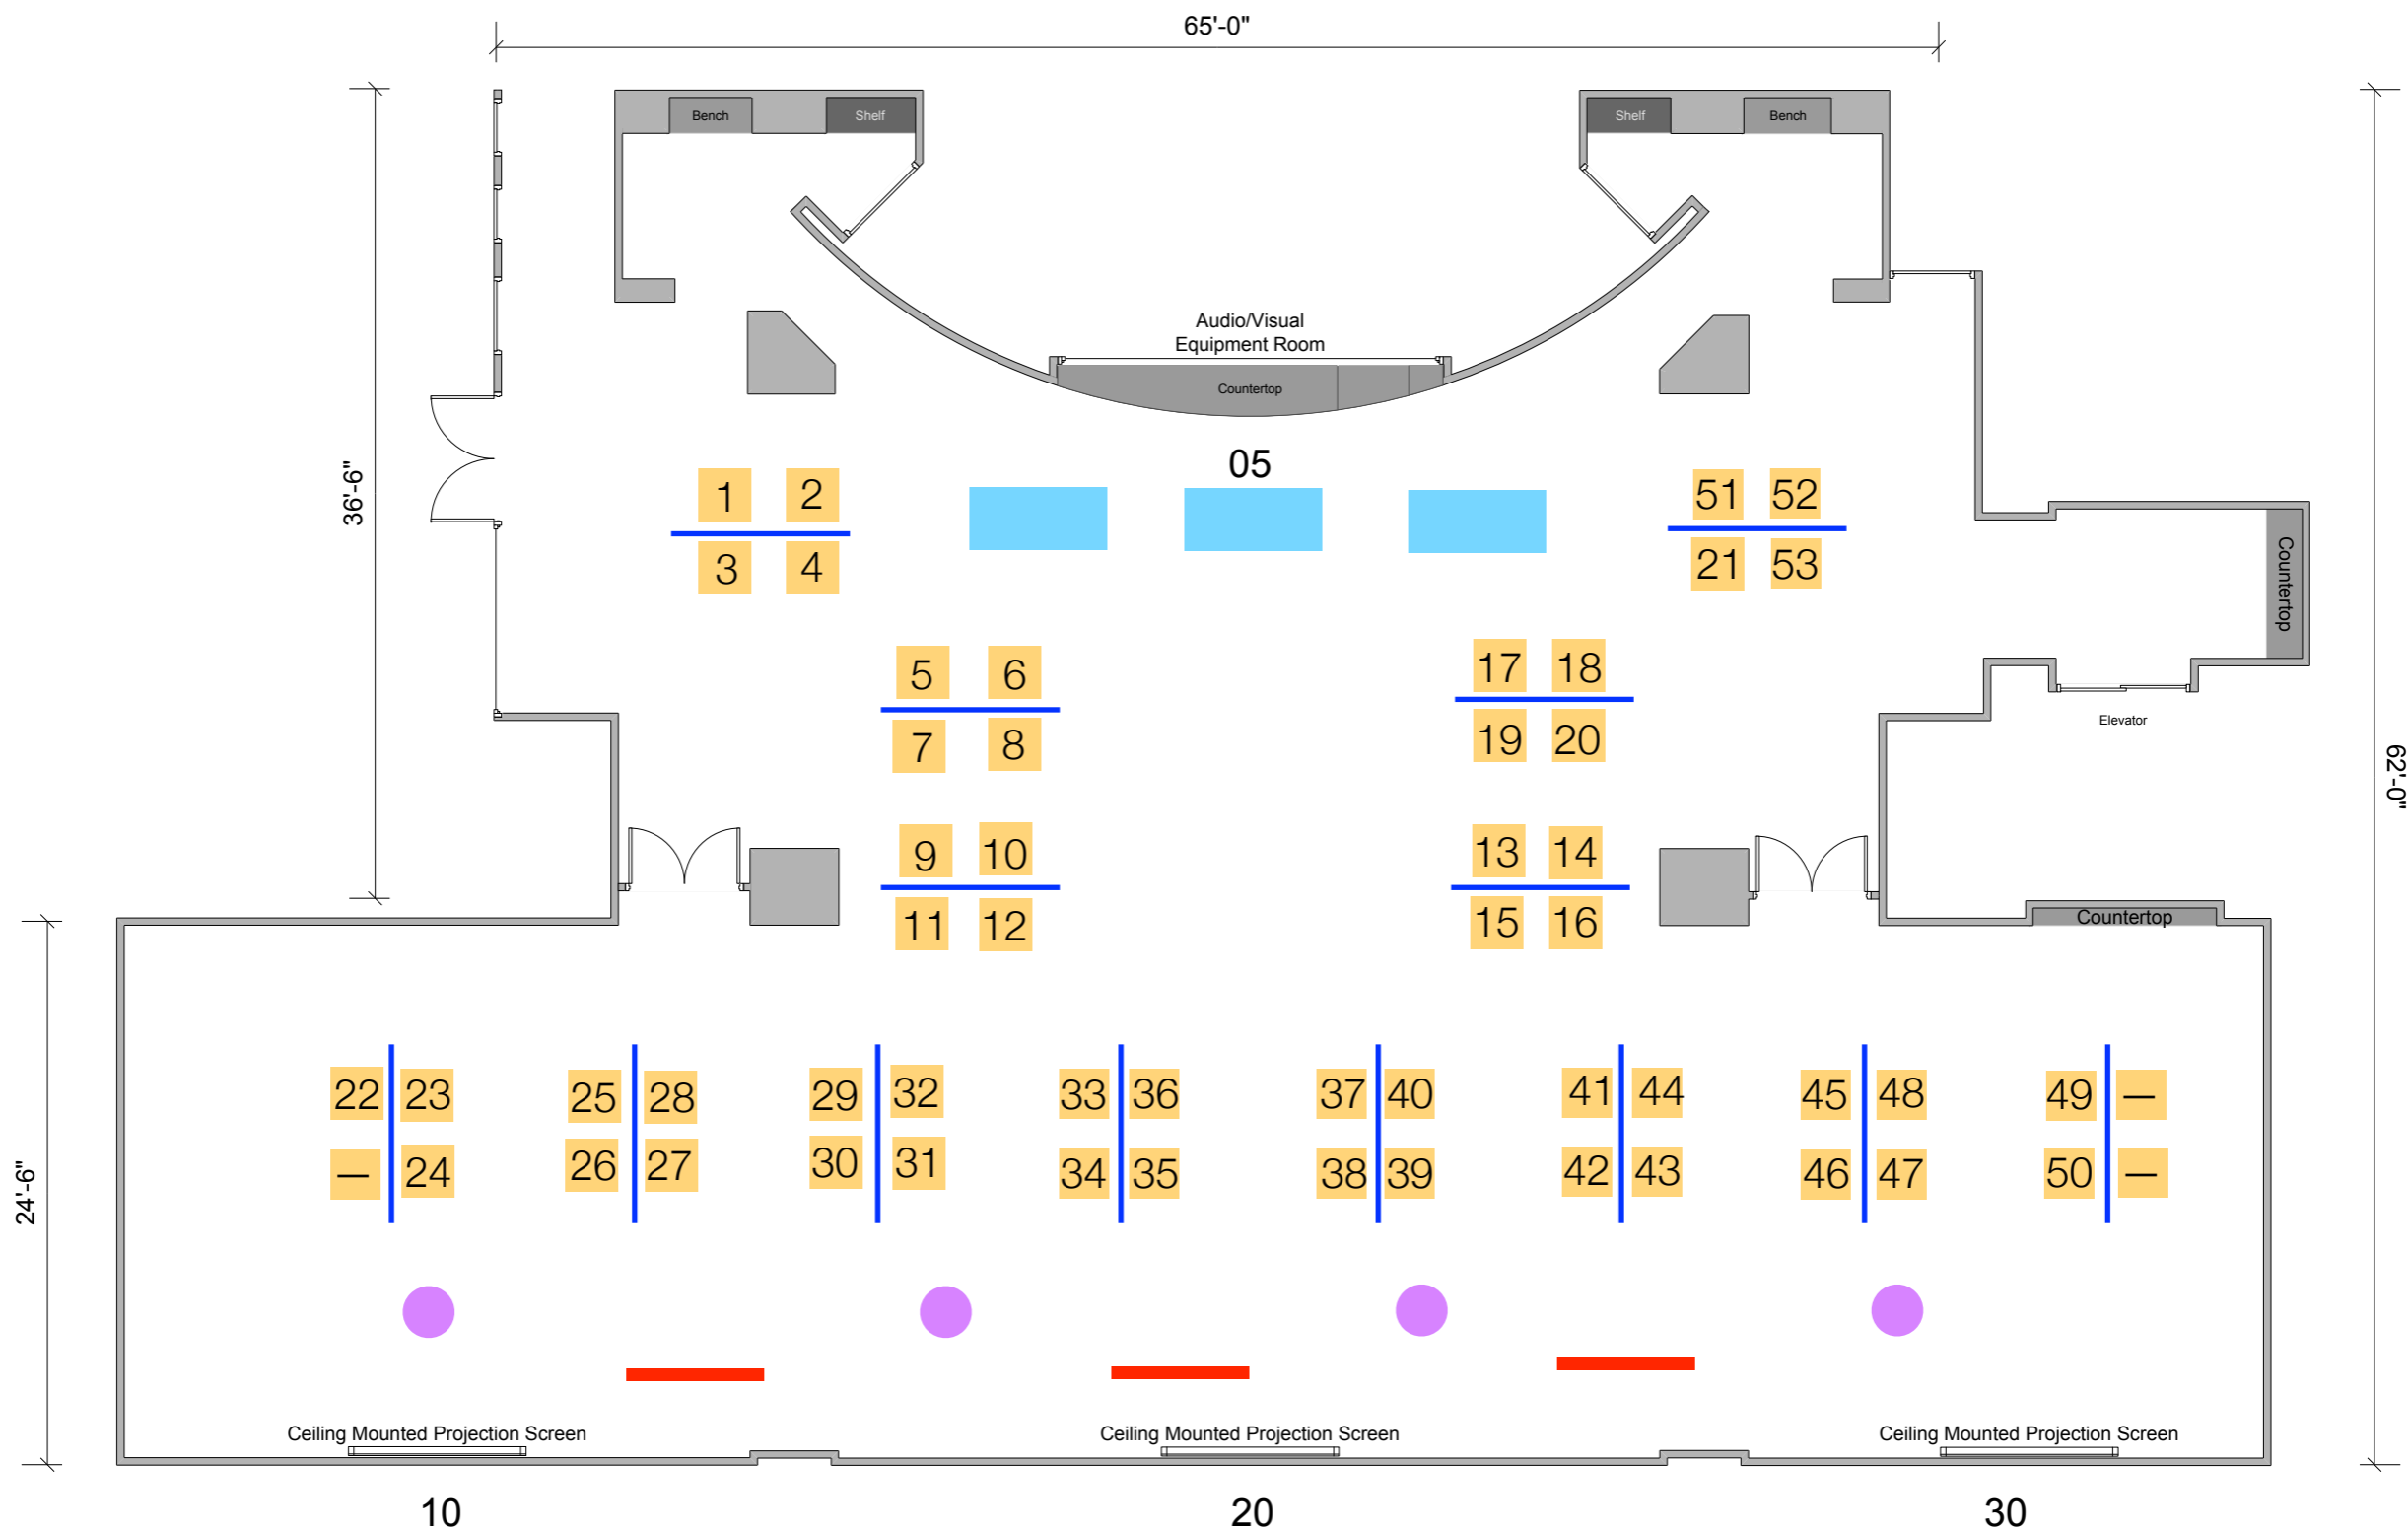 65'-0"
Bench
Shelf
Shelf
Bench
Audio/Visual
Equipment Room
Countertop
05
36'-6"
1 2
3 4
51 52
21 53
Countertop
5 6
7 8
17 18
19 20
Elevator
62'-0"
9 10
11 12
13 14
15 16
Countertop
22 23
— 24
25 28
26 27
29 32
30 31
33 36
34 35
37 40
38 39
41 44
42 43
45 48
46 47
49 —
50 —
24'-6"
Ceiling Mounted Projection Screen
Ceiling Mounted Projection Screen
Ceiling Mounted Projection Screen
10
20
30